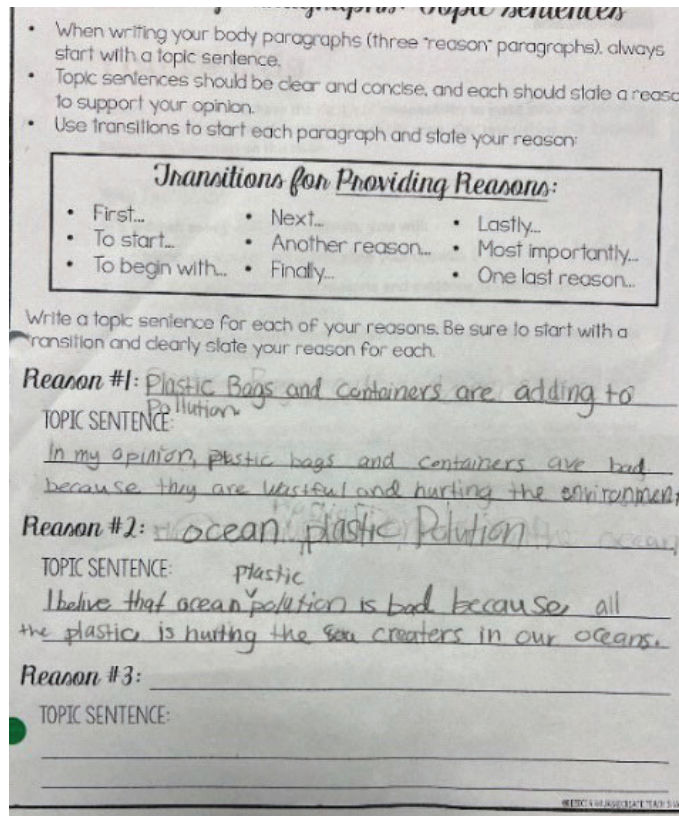 Topic Sentences
• When writing your body paragraphs (three "reason" paragraphs), always
start with a topic sentence.
• Topic sentences should be clear and concise, and each should state a reaso
to support your opinion.
• Use transitions to start each paragraph and state your reason:
Transitions for Providing Reasons:
• First... • Next... • Lastly...
• To start... • Another reason... • Most importantly...
• To begin with... • Finally... • One last reason...
Write a topic sentence for each of your reasons. Be sure to start with a
transition and clearly state your reason for each.
Reason #1: Plastic Bags and containers are adding to
Pollution
TOPIC SENTENCE:
In my opinion, plastic bags and containers are bad
because they are wastful and hurting the environmen
Reason #2: ocean plastic Polution
TOPIC SENTENCE:
plastic
I belive that ocean polution is bad because all
the plastic is hurting the sea creaters in our oceans.
Reason #3:
TOPIC SENTENCE: